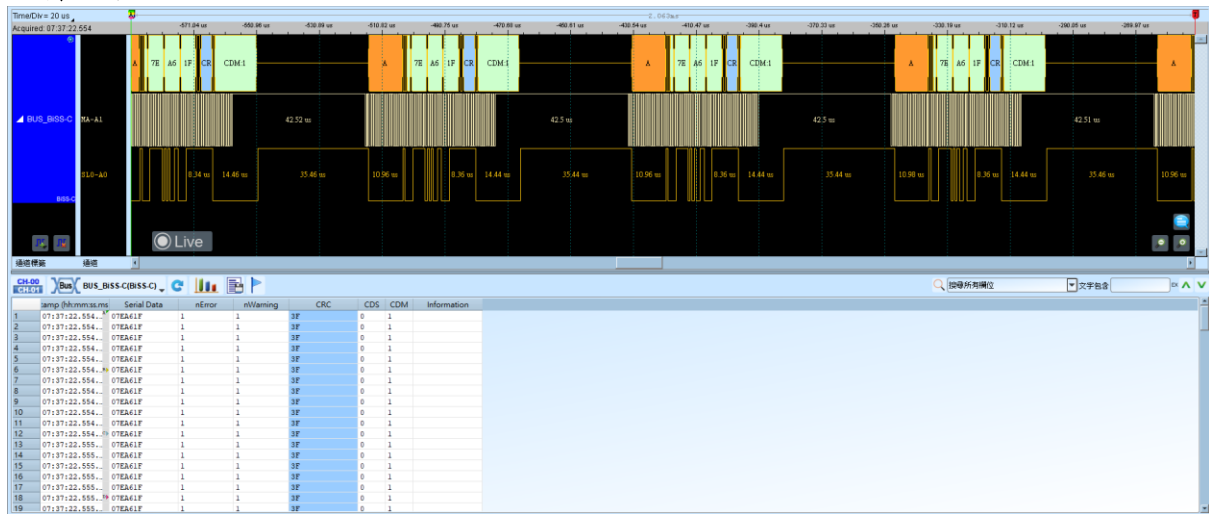 Time/Div= 20 us
2.063ms
Acquired: 07:37:22.554
-571.04 us -550.96 us -530.89 us -510.82 us -490.75 us -470.68 us -450.61 us -430.54 us -410.47 us -390.4 us -370.33 us -350.26 us -330.19 us -310.12 us -290.05 us -269.97 us
A 7E A6 1F CR CDM:1 A 7E A6 1F CR CDM:1 A 7E A6 1F CR CDM:1 A 7E A6 1F CR CDM:1 A
BUS_BiSS-C MA-A1 42.52 us 42.5 us 42.5 us 42.51 us
SLO-A0 8.34 us 14.46 us 35.46 us 10.96 us 8.36 us 14.44 us 35.44 us 10.96 us 8.36 us 14.44 us 35.44 us 10.98 us 8.36 us 14.44 us 35.46 us 10.96 us
BiSS-C
Live
通道標籤 通道
CH-00
CH-01 Bus BUS_BiSS-C(BiSS-C) 搜尋所有欄位 文字包含
tamp (hh:mm:ss.ms Serial Data nError nWarning CRC CDS CDM Information
1 07:37:22.554... 07EA61F 1 1 3F 0 1
2 07:37:22.554... 07EA61F 1 1 3F 0 1
3 07:37:22.554... 07EA61F 1 1 3F 0 1
4 07:37:22.554... 07EA61F 1 1 3F 0 1
5 07:37:22.554... 07EA61F 1 1 3F 0 1
6 07:37:22.554... 07EA61F 1 1 3F 0 1
7 07:37:22.554... 07EA61F 1 1 3F 0 1
8 07:37:22.554... 07EA61F 1 1 3F 0 1
9 07:37:22.554... 07EA61F 1 1 3F 0 1
10 07:37:22.554... 07EA61F 1 1 3F 0 1
11 07:37:22.554... 07EA61F 1 1 3F 0 1
12 07:37:22.554... 07EA61F 1 1 3F 0 1
13 07:37:22.555... 07EA61F 1 1 3F 0 1
14 07:37:22.555... 07EA61F 1 1 3F 0 1
15 07:37:22.555... 07EA61F 1 1 3F 0 1
16 07:37:22.555... 07EA61F 1 1 3F 0 1
17 07:37:22.555... 07EA61F 1 1 3F 0 1
18 07:37:22.555... 07EA61F 1 1 3F 0 1
19 07:37:22.555... 07EA61F 1 1 3F 0 1